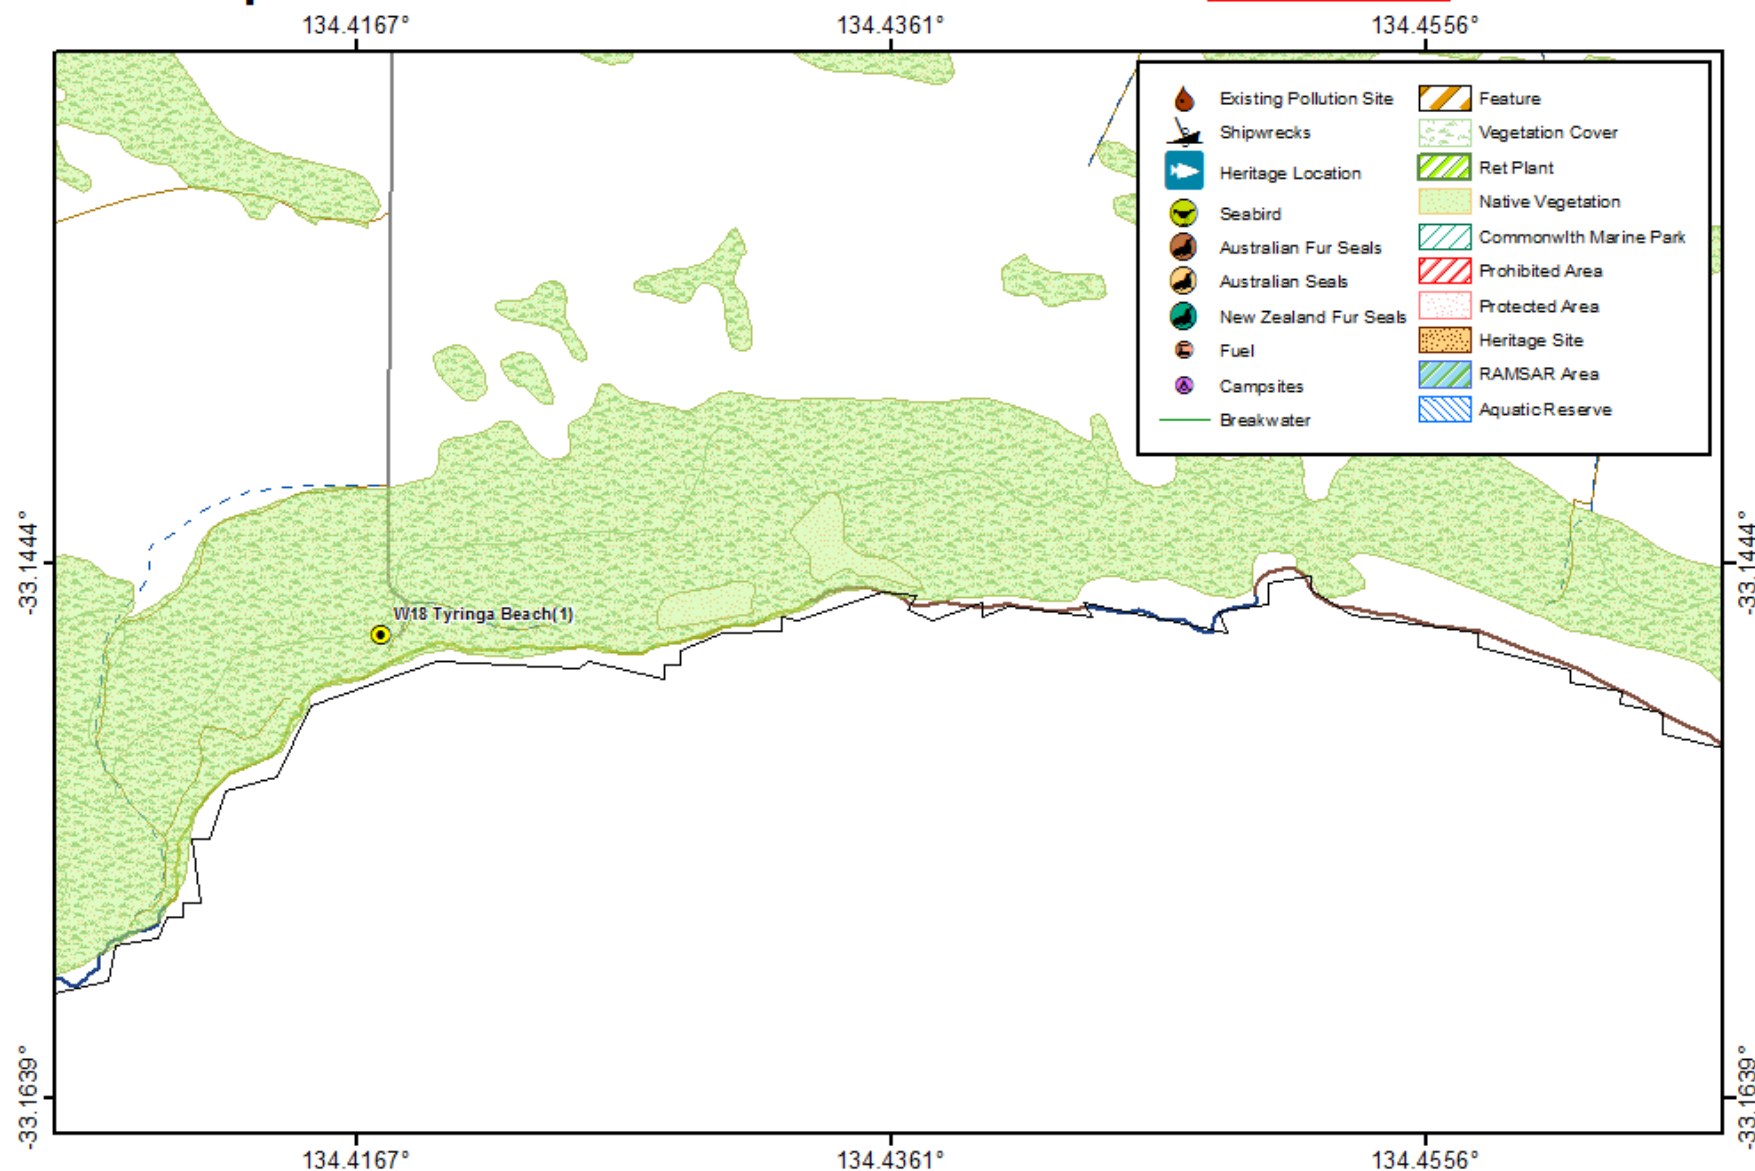 134.4167°
134.4361°
134.4556°
Existing Pollution Site
Shipwrecks
Heritage Location
Seabird
Australian Fur Seals
Australian Seals
New Zealand Fur Seals
Fuel
Campsites
Breakwater
Feature
Vegetation Cover
Ret Plant
Native Vegetation
Commonwlth Marine Park
Prohibited Area
Protected Area
Heritage Site
RAMSAR Area
Aquatic Reserve
-33.1444°
-33.1444°
W18 Tyringa Beach(1)
-33.1639°
-33.1639°
134.4167°
134.4361°
134.4556°